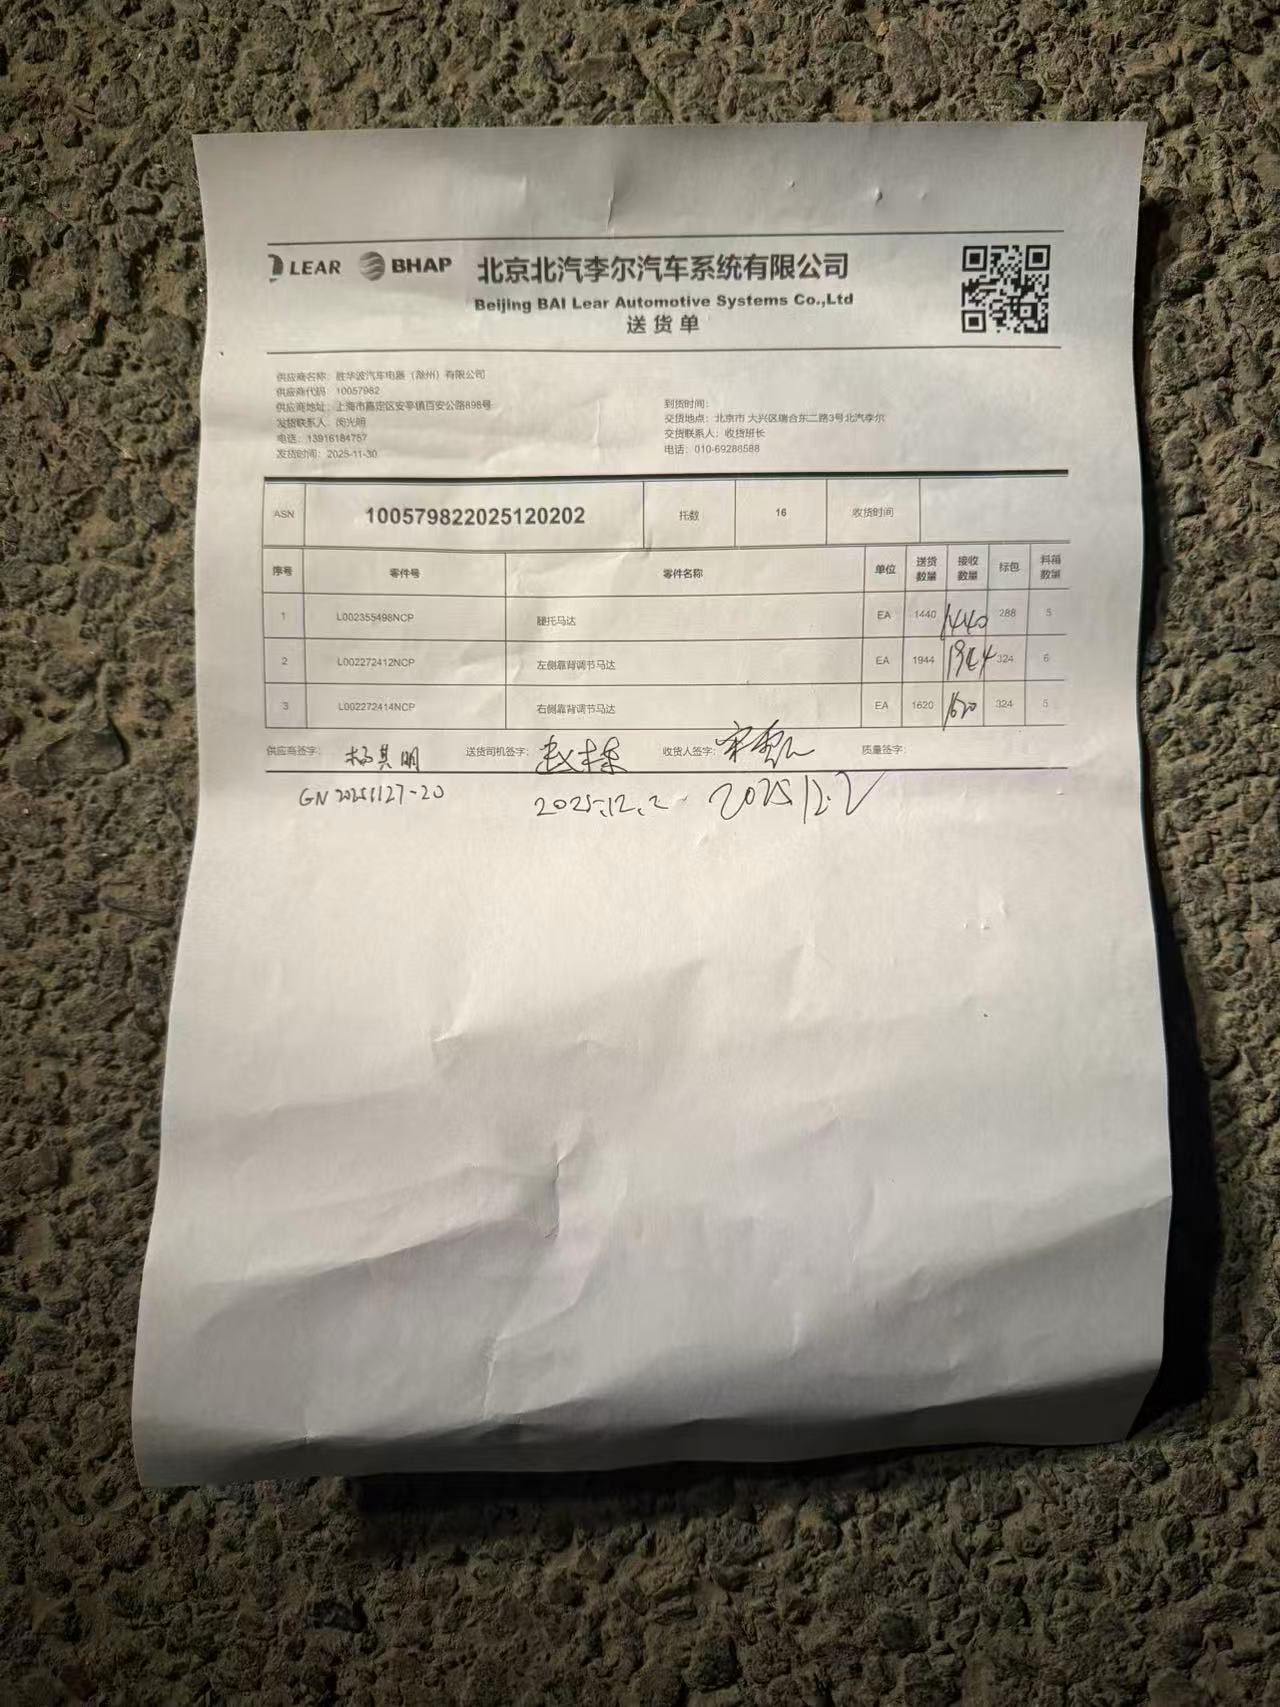 LEAR BHAP 北京北汽李尔汽车系统有限公司
Beijing BAI Lear Automotive Systems Co.,Ltd
送货单
供应商名称: 胜华波汽车电器（滁州）有限公司
供应商代码: 10057982
供应商地址: 上海市嘉定区安亭镇百安公路898号
发货联系人: 闵光明
电话: 13916184757
发货时间: 2025-11-30
到货时间:
交货地点: 北京市 大兴区瑞合东二路3号北汽李尔
交货联系人: 收货班长
电话: 010-69286588
ASN 100579822025120202 托数 16 收货时间
序号 零件号 零件名称 单位 送货数量 接收数量 标包 料箱数量
1 L002355498NCP 腿托马达 EA 1440 1440 288 5
2 L002272412NCP 左侧靠背调节马达 EA 1944 1944 324 6
3 L002272414NCP 右侧靠背调节马达 EA 1620 1620 324 5
供应商签字: 杨其明 送货司机签字: 收货人签字: 质量签字:
GN20251127-20 2025.12.2 2025.12.2